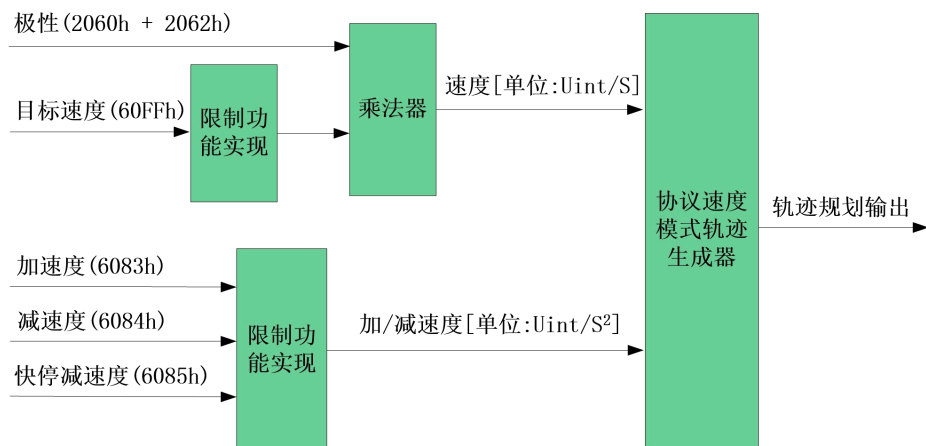 极性(2060h + 2062h)
目标速度(60FFh)
限制功
能实现
乘法器
速度[单位:Uint/S]
协议速度
模式轨迹
生成器
轨迹规划输出
加速度(6083h)
减速度(6084h)
快停减速度(6085h)
限制功
能实现
加/减速度[单位:Uint/S²]